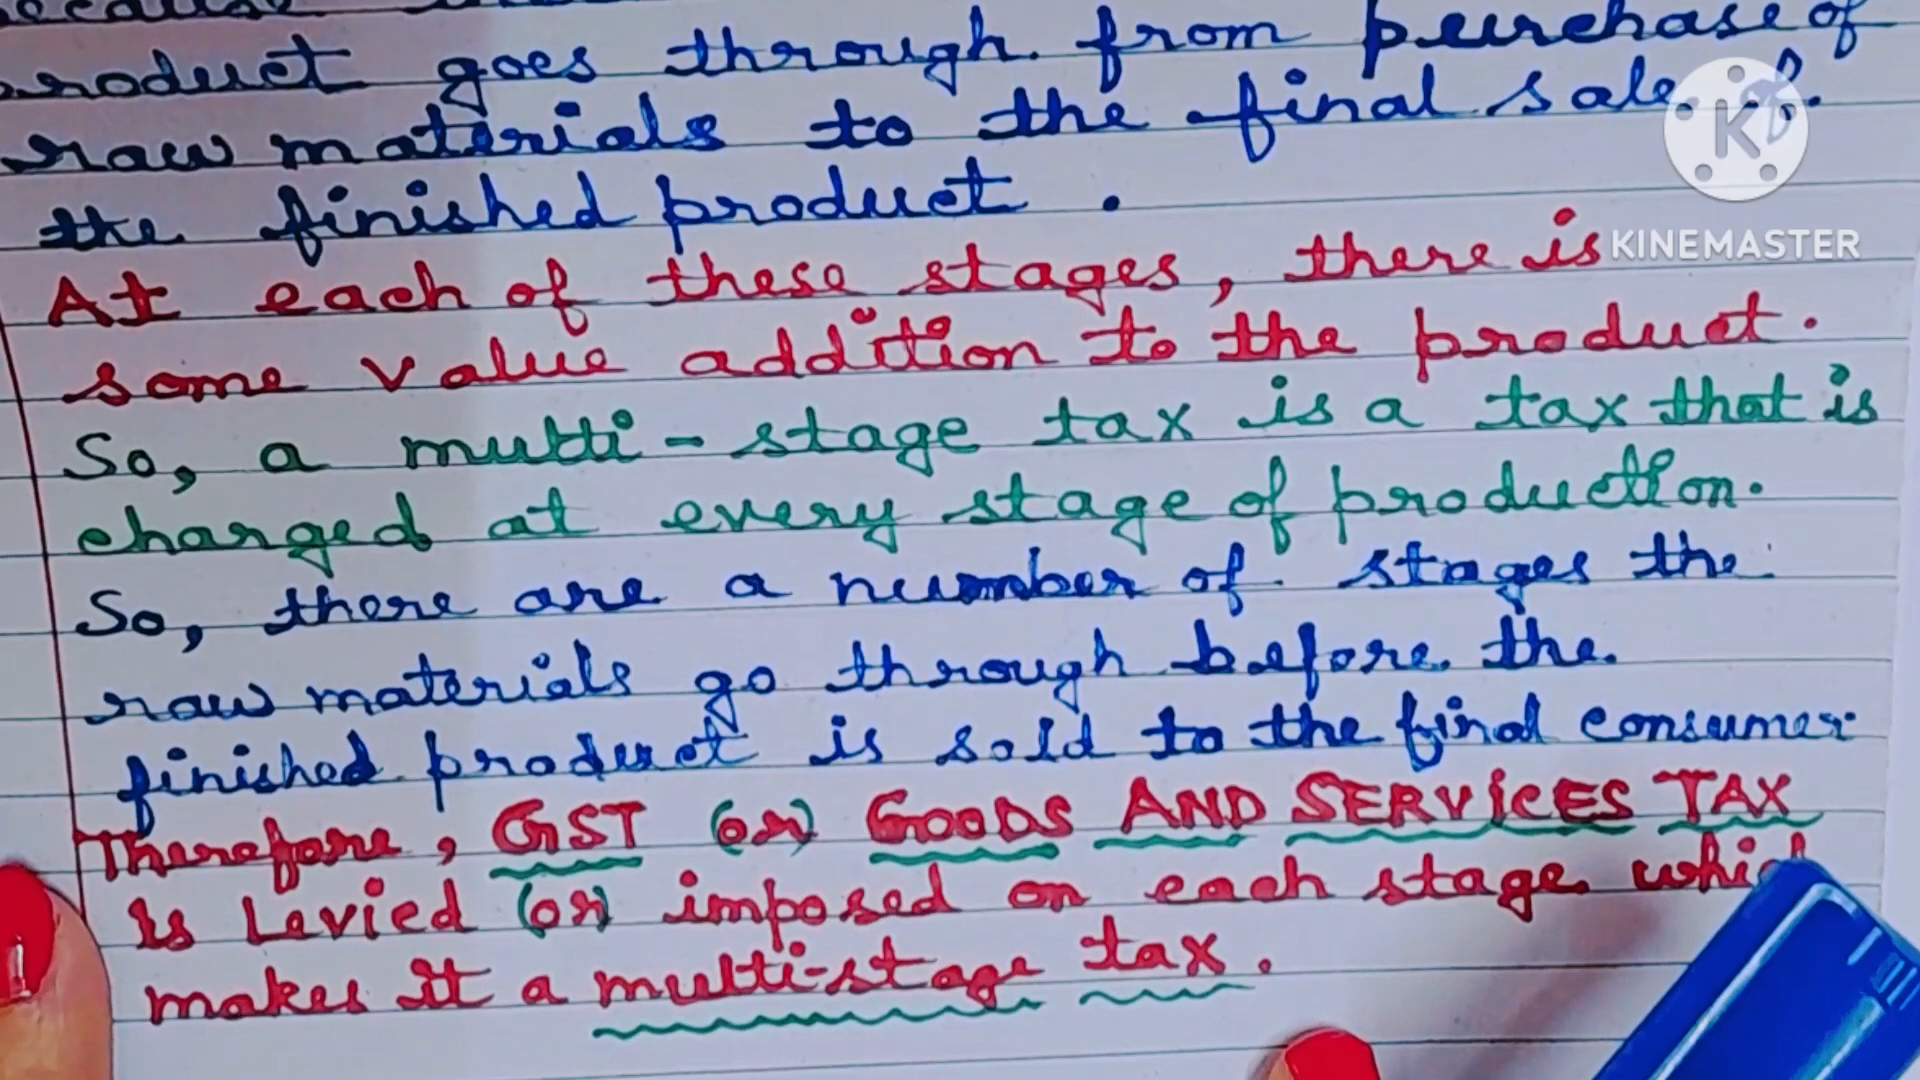 because
product goes through from purchase of
raw materials to the final sale of
the finished product.
At each of these stages, there is
some value addition to the product.
So, a multi-stage tax is a tax that is
charged at every stage of production.
So, there are a number of stages the
raw materials go through before the
finished product is sold to the final consumer.
Therefore, GST (or) GOODS AND SERVICES TAX
is Levied (or) imposed on each stage whic
makes it a multi-stage tax.
K
KINEMASTER